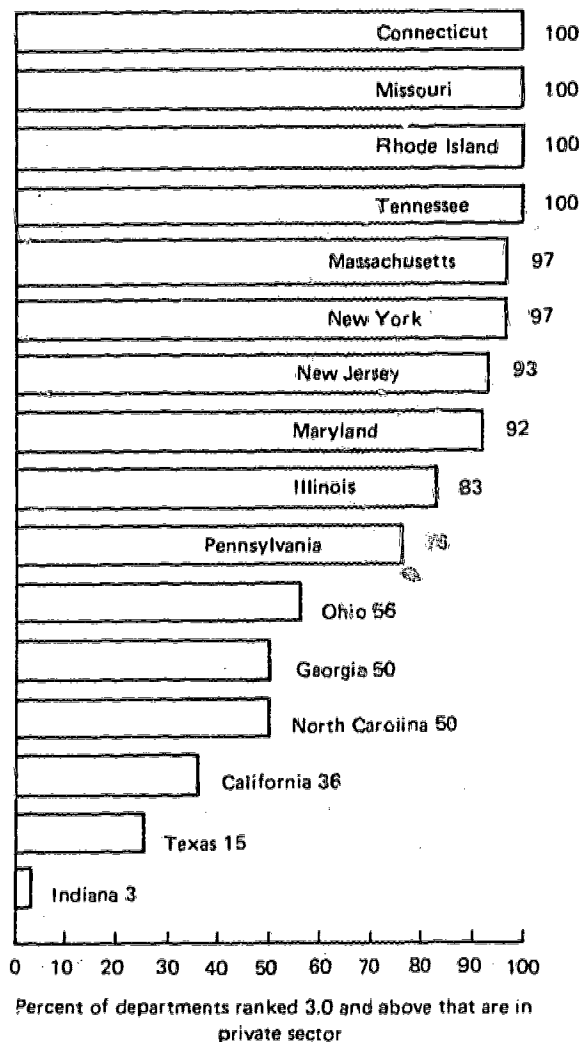 Connecticut 100
Missouri 100
Rhode Island 100
Tennessee 100
Massachusetts 97
New York 97
New Jersey 93
Maryland 92
Illinois 83
Pennsylvania
Ohio 56
Georgia 50
North Carolina 50
California 36
Texas 15
Indiana 3
0 10 20 30 40 50 60 70 80 90 100
Percent of departments ranked 3.0 and above that are in
private sector